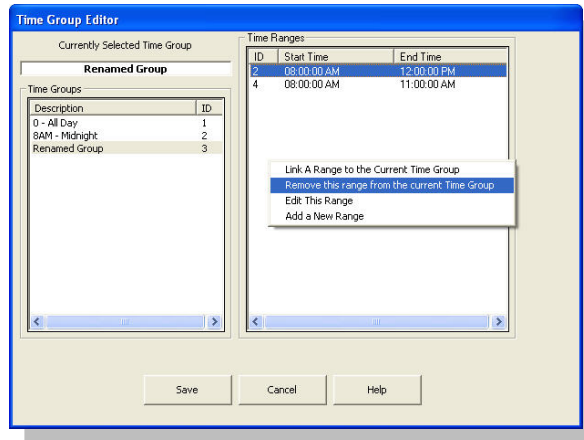 Time Group Editor
Currently Selected Time Group
Renamed Group
Time Groups
Description ID
0 - All Day 1
8AM - Midnight 2
Renamed Group 3
Time Ranges
ID Start Time End Time
2 08:00:00 AM 12:00:00 PM
4 08:00:00 AM 11:00:00 AM
Link A Range to the Current Time Group
Remove this range from the current Time Group
Edit This Range
Add a New Range
Save Cancel Help